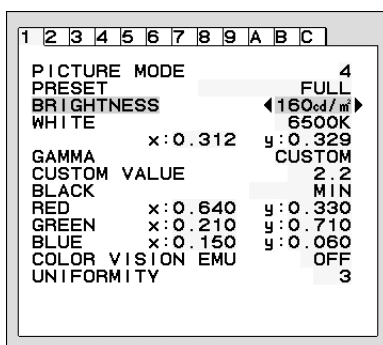 1 2 3 4 5 6 7 8 9 A B C
PICTURE MODE 4
PRESET FULL
BRIGHTNESS ◀160cd/㎡▶
WHITE 6500K
x:0.312 y:0.329
GAMMA CUSTOM
CUSTOM VALUE 2.2
BLACK MIN
RED x:0.640 y:0.330
GREEN x:0.210 y:0.710
BLUE x:0.150 y:0.060
COLOR VISION EMU OFF
UNIFORMITY 3